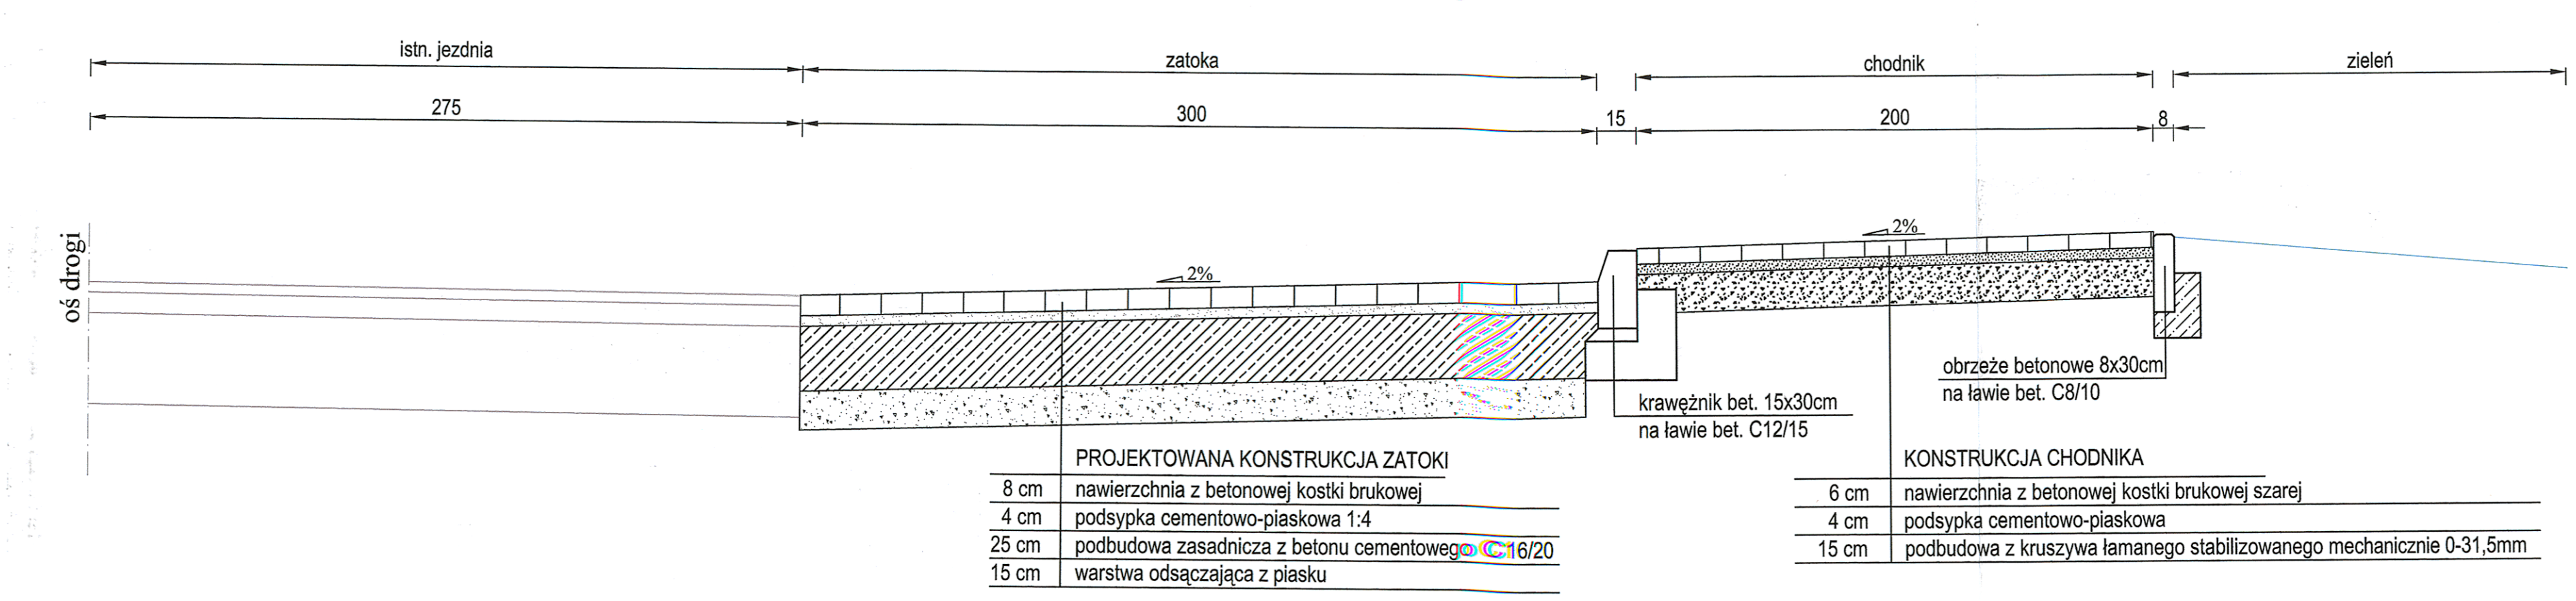 istn. jezdnia
zatoka
chodnik
zieleń
275
300
15
200
8
oś drogi
2%
2%
obrzeże betonowe 8x30cm
na ławie bet. C8/10
krawężnik bet. 15x30cm
na ławie bet. C12/15
PROJEKTOWANA KONSTRUKCJA ZATOKI
8 cm nawierzchnia z betonowej kostki brukowej
4 cm podsypka cementowo-piaskowa 1:4
25 cm podbudowa zasadnicza z betonu cementowego C16/20
15 cm warstwa odsączająca z piasku
KONSTRUKCJA CHODNIKA
6 cm nawierzchnia z betonowej kostki brukowej szarej
4 cm podsypka cementowo-piaskowa
15 cm podbudowa z kruszywa łamanego stabilizowanego mechanicznie 0-31,5mm